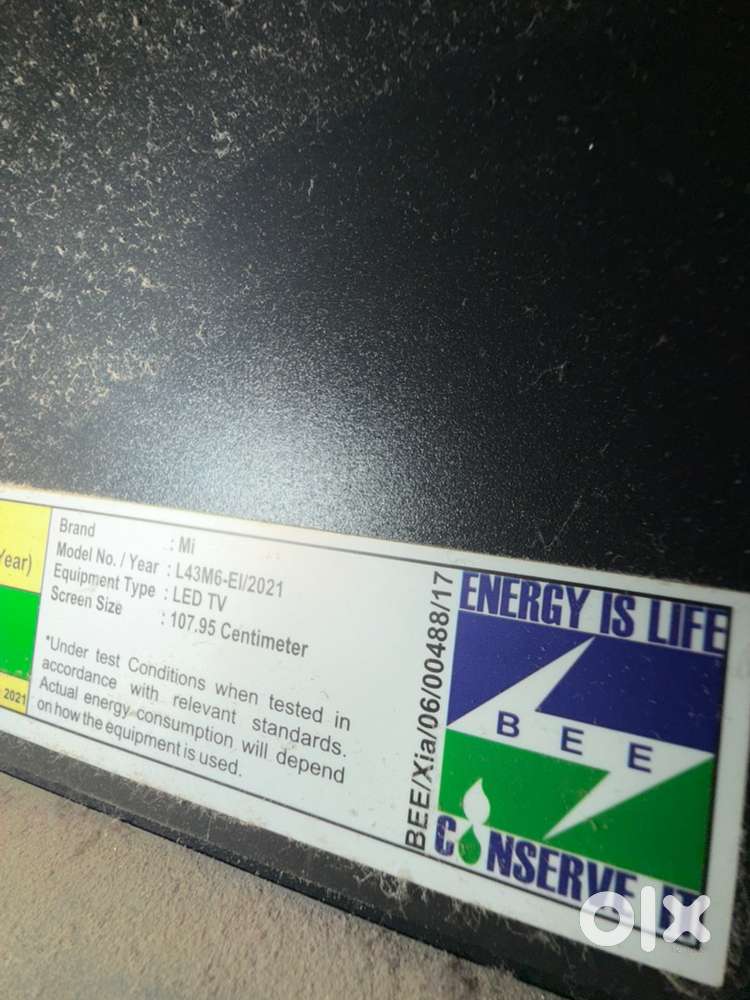 Year)
2021
Brand : Mi
Model No. / Year : L43M6-EI/2021
Equipment Type : LED TV
Screen Size : 107.95 Centimeter
*Under test Conditions when tested in
accordance with relevant standards.
Actual energy consumption will depend
on how the equipment is used.
BEE/Xia/06/00488/17
ENERGY IS LIFE
BEE
CONSERVE IT
olx